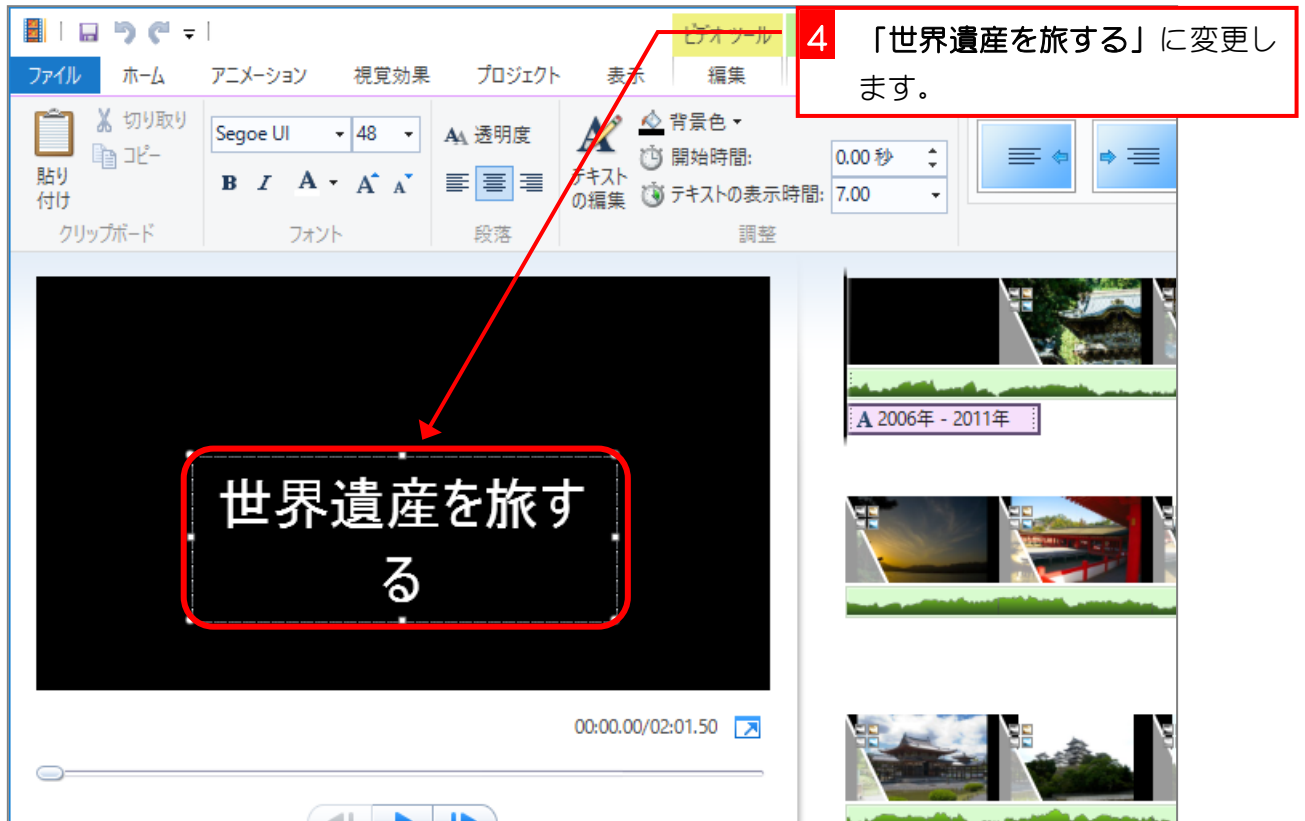 ビデオ ツール
4 「世界遺産を旅する」に変更し
ます。
ファイル ホーム アニメーション 視覚効果 プロジェクト 表示 編集
貼り
付け
切り取り
コピー
クリップボード
Segoe UI 48
B I A A A
フォント
AA 透明度
段落
テキスト
の編集
背景色
開始時間: 0.00 秒
テキストの表示時間: 7.00
調整
世界遺産を旅す
る
00:00.00/02:01.50
A 2006年 - 2011年